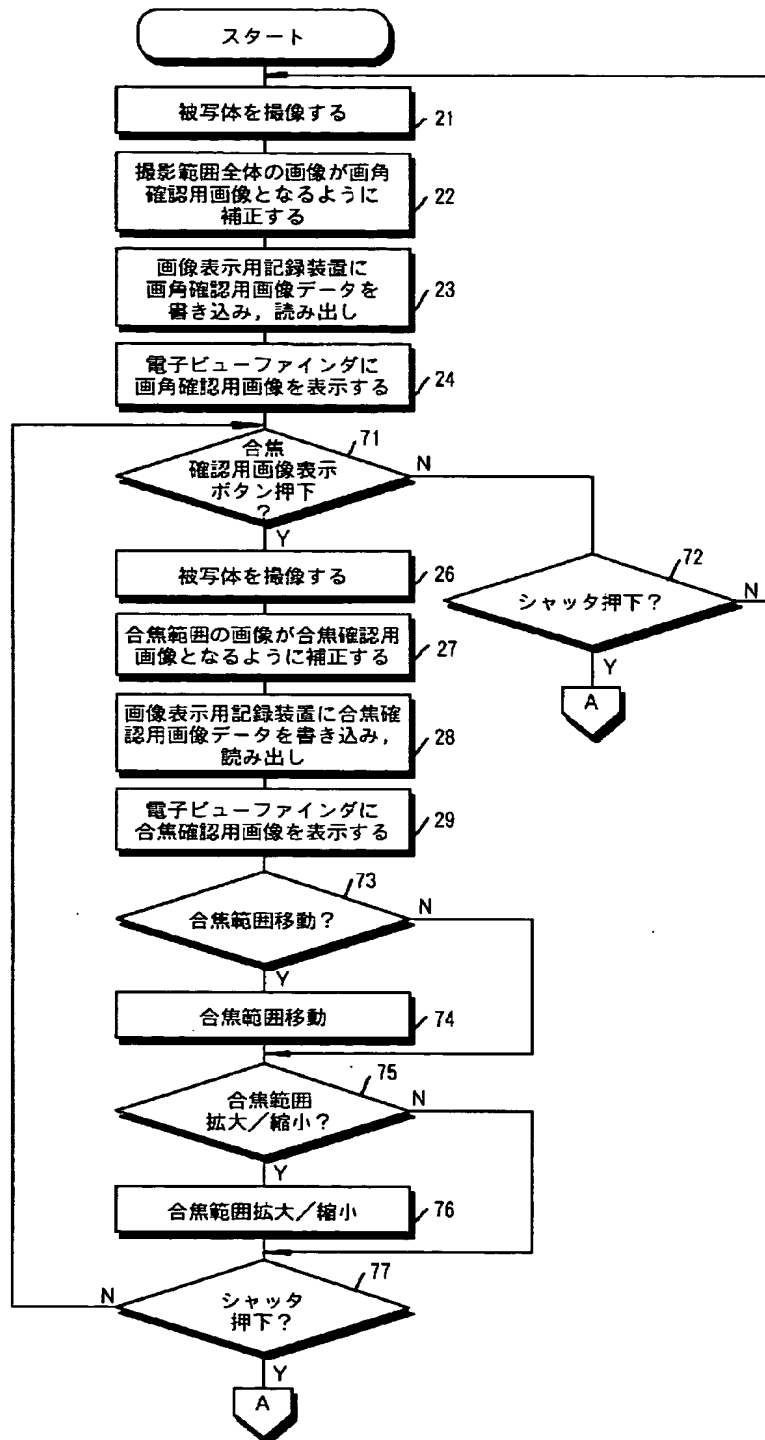 スタート
被写体を撮像する
21
撮影範囲全体の画像が画角
確認用画像となるように
補正する
22
画像表示用記録装置に
画角確認用画像データを
書き込み，読み出し
23
電子ビューファインダに
画角確認用画像を表示する
24
合焦
確認用画像表示
ボタン押下
?
71
N
Y
シャッタ押下？
72
N
Y
A
被写体を撮像する
26
合焦範囲の画像が合焦確認用
画像となるように補正する
27
画像表示用記録装置に合焦確
認用画像データを書き込み，
読み出し
28
電子ビューファインダに
合焦確認用画像を表示する
29
合焦範囲移動？
73
N
Y
合焦範囲移動
74
合焦範囲
拡大／縮小？
75
N
Y
合焦範囲拡大／縮小
76
シャッタ
押下？
77
N
Y
A